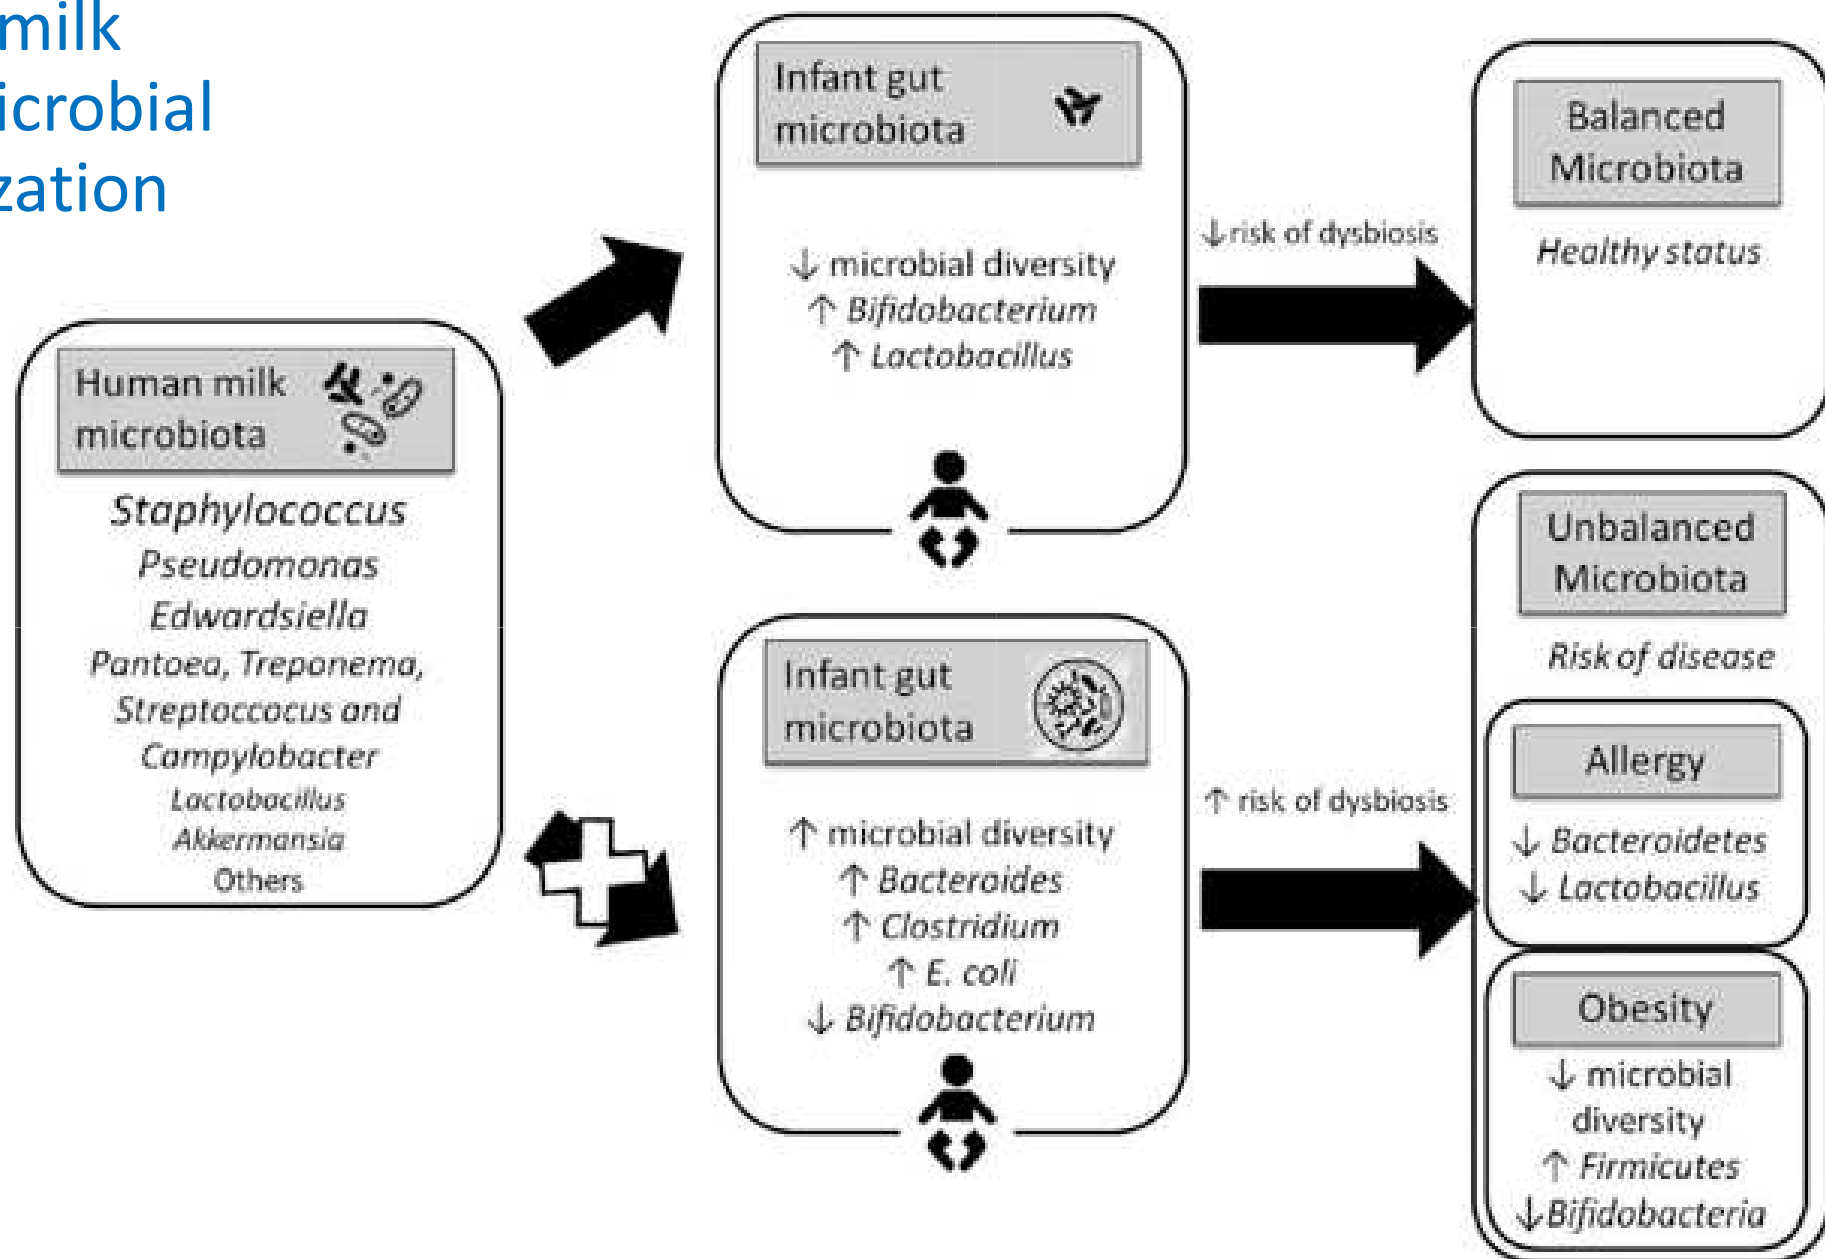 milk
icrobial
zation
Human milk
microbiota
Staphylococcus
Pseudomonas
Edwardsiella
Pantoea, Treponema,
Streptoccocus and
Campylobacter
Lactobacillus
Akkermansia
Others
Infant gut
microbiota
↓ microbial diversity
↑ Bifidobacterium
↑ Lactobacillus
↓risk of dysbiosis
Balanced
Microbiota
Healthy status
Infant gut
microbiota
↑ microbial diversity
↑ Bacteroides
↑ Clostridium
↑ E. coli
↓ Bifidobacterium
↑ risk of dysbiosis
Unbalanced
Microbiota
Risk of disease
Allergy
↓ Bacteroidetes
↓ Lactobacillus
Obesity
↓ microbial
diversity
↑ Firmicutes
↓Bifidobacteria